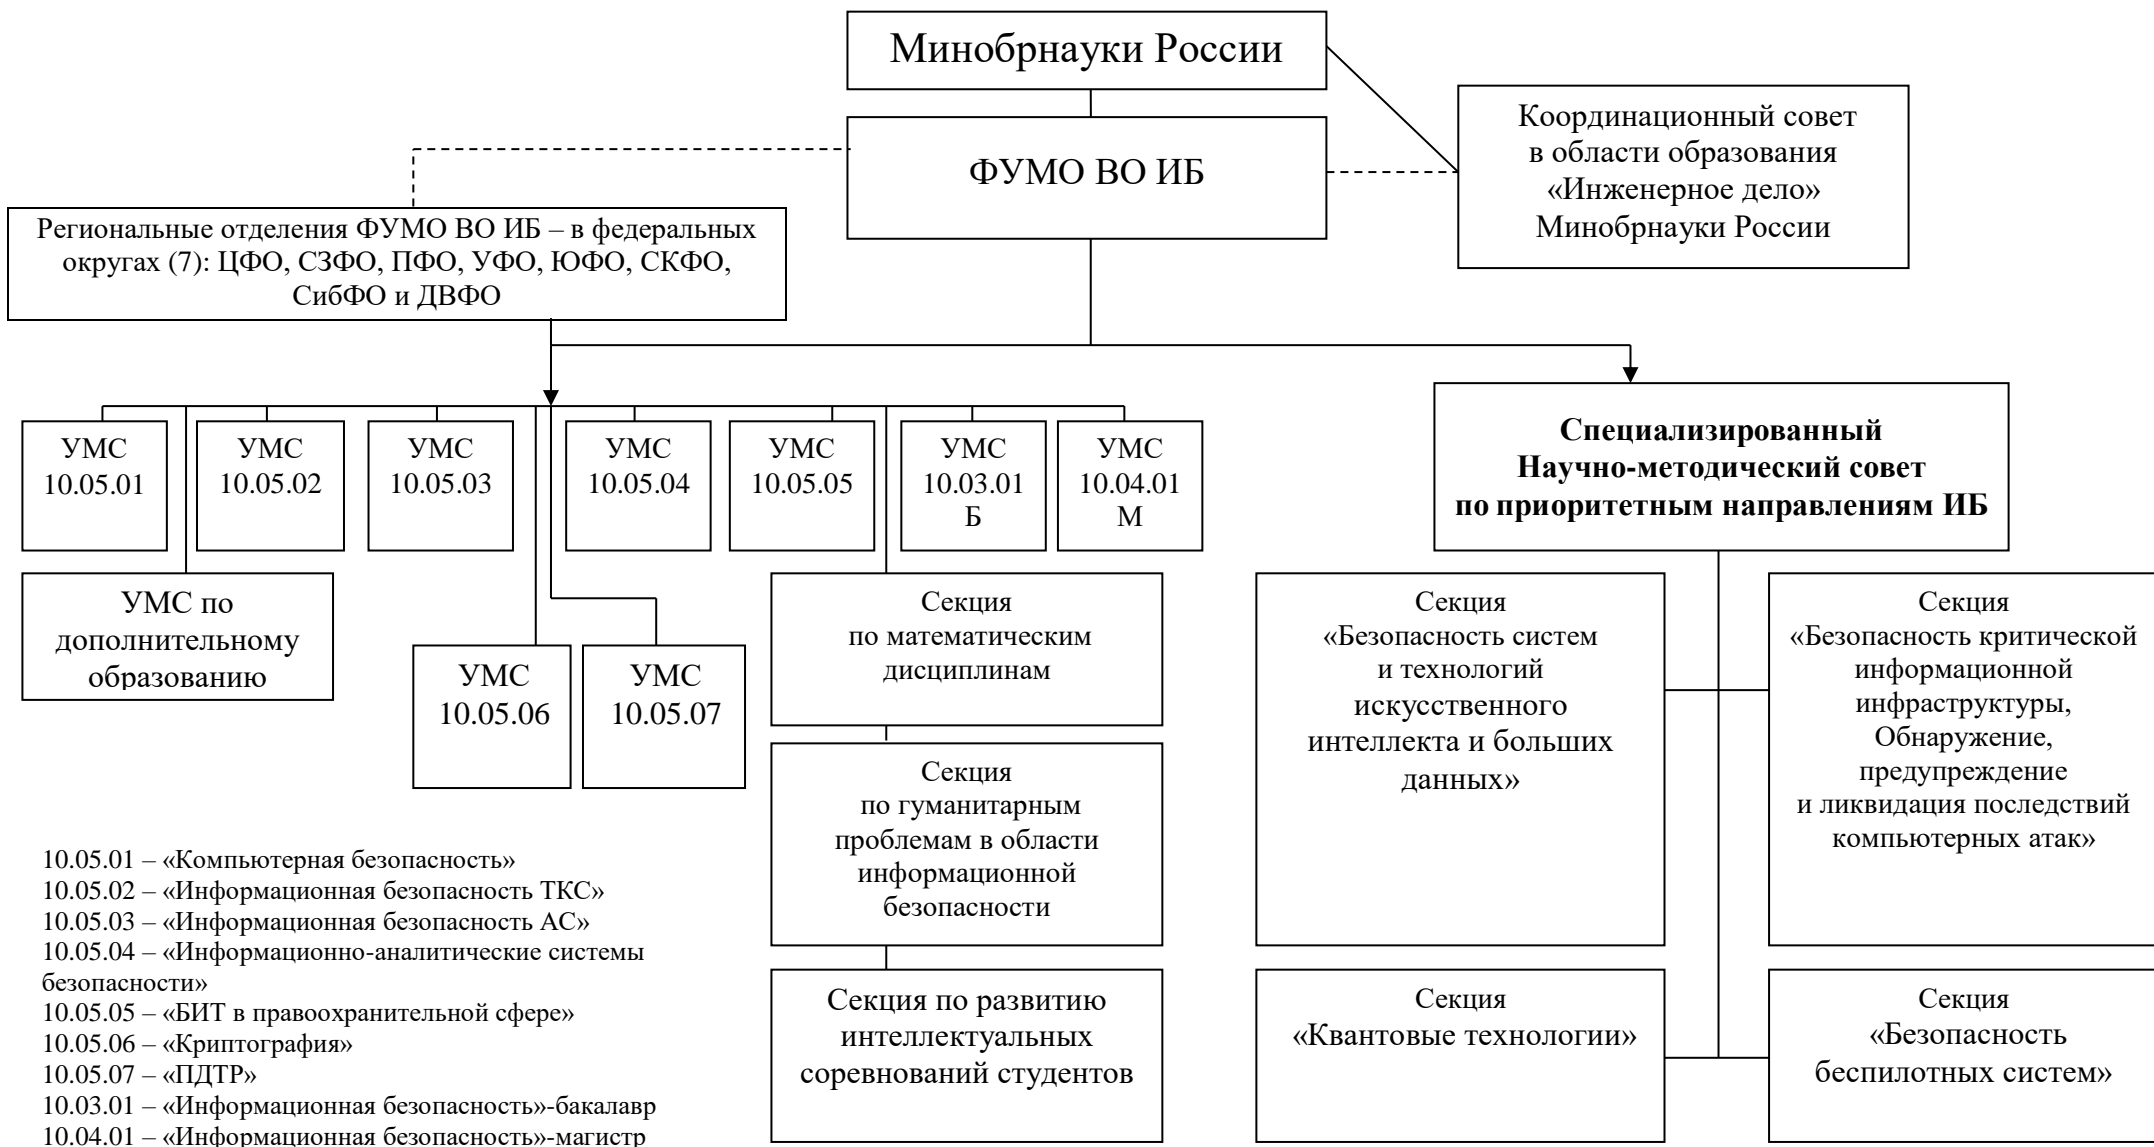 Минобрнауки России
ФУМО ВО ИБ
Координационный совет
в области образования
«Инженерное дело»
Минобрнауки России
Региональные отделения ФУМО ВО ИБ – в федеральных
округах (7): ЦФО, СЗФО, ПФО, УФО, ЮФО, СКФО,
СибФО и ДВФО
УМС
10.05.01
УМС
10.05.02
УМС
10.05.03
УМС
10.05.04
УМС
10.05.05
УМС
10.03.01
Б
УМС
10.04.01
М
Специализированный
Научно-методический совет
по приоритетным направлениям ИБ
УМС по
дополнительному
образованию
УМС
10.05.06
УМС
10.05.07
Секция
по математическим
дисциплинам
Секция
по гуманитарным
проблемам в области
информационной
безопасности
Секция по развитию
интеллектуальных
соревнований студентов
Секция
«Безопасность систем
и технологий
искусственного
интеллекта и больших
данных»
Секция
«Безопасность критической
информационной
инфраструктуры,
Обнаружение,
предупреждение
и ликвидация последствий
компьютерных атак»
Секция
«Квантовые технологии»
Секция
«Безопасность
беспилотных систем»
10.05.01 – «Компьютерная безопасность»
10.05.02 – «Информационная безопасность ТКС»
10.05.03 – «Информационная безопасность АС»
10.05.04 – «Информационно-аналитические системы
безопасности»
10.05.05 – «БИТ в правоохранительной сфере»
10.05.06 – «Криптография»
10.05.07 – «ПДТР»
10.03.01 – «Информационная безопасность»-бакалавр
10.04.01 – «Информационная безопасность»-магистр